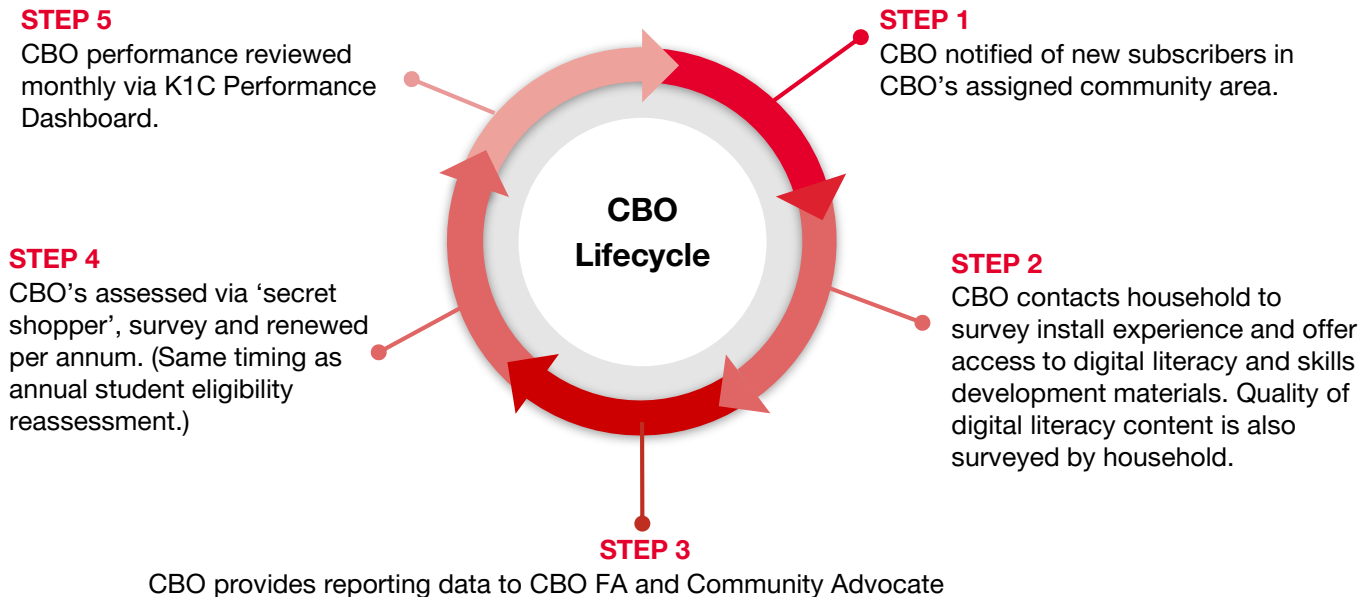 STEP 5
CBO performance reviewed
monthly via K1C Performance
Dashboard.
STEP 1
CBO notified of new subscribers in
CBO’s assigned community area.
CBO
Lifecycle
STEP 4
CBO’s assessed via ‘secret
shopper’, survey and renewed
per annum. (Same timing as
annual student eligibility
reassessment.)
STEP 2
CBO contacts household to
survey install experience and offer
access to digital literacy and skills
development materials. Quality of
digital literacy content is also
surveyed by household.
STEP 3
CBO provides reporting data to CBO FA and Community Advocate